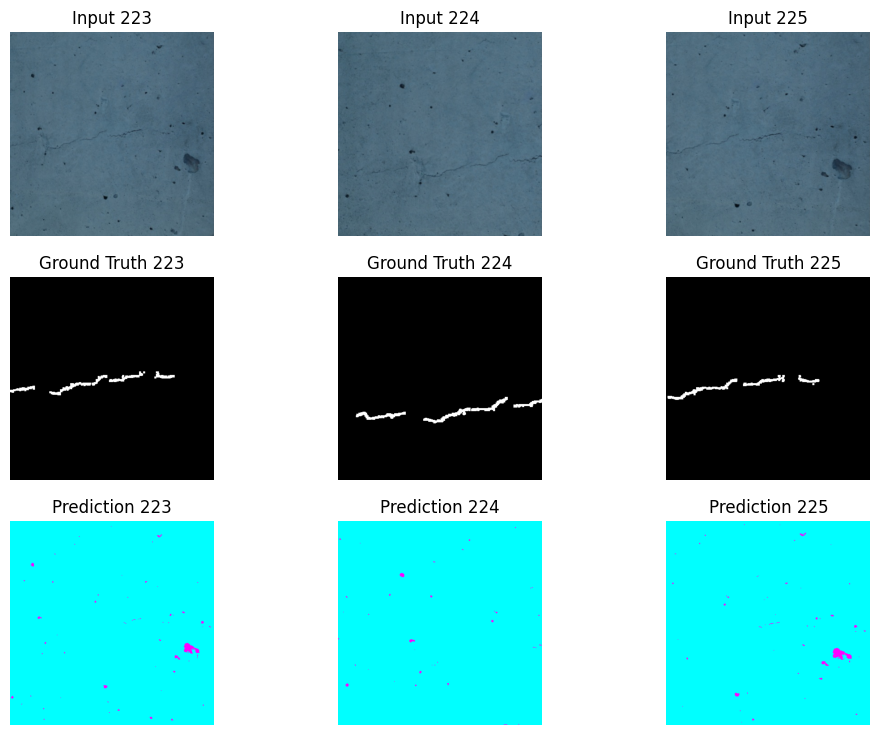 Input 223
Input 224
Input 225
Ground Truth 223
Ground Truth 224
Ground Truth 225
Prediction 223
Prediction 224
Prediction 225